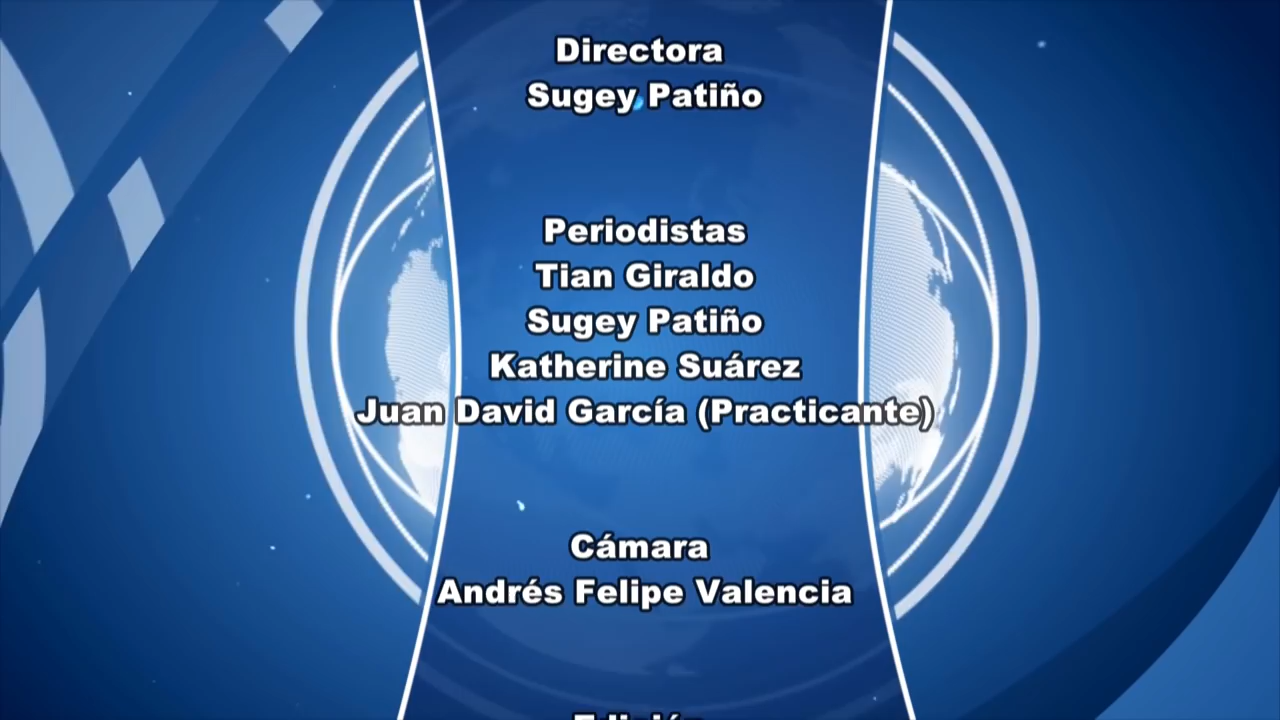 Directora
Sugey Patiño
Periodistas
Tian Giraldo
Sugey Patiño
Katherine Suárez
Juan David García (Practicante)
Cámara
Andrés Felipe Valencia